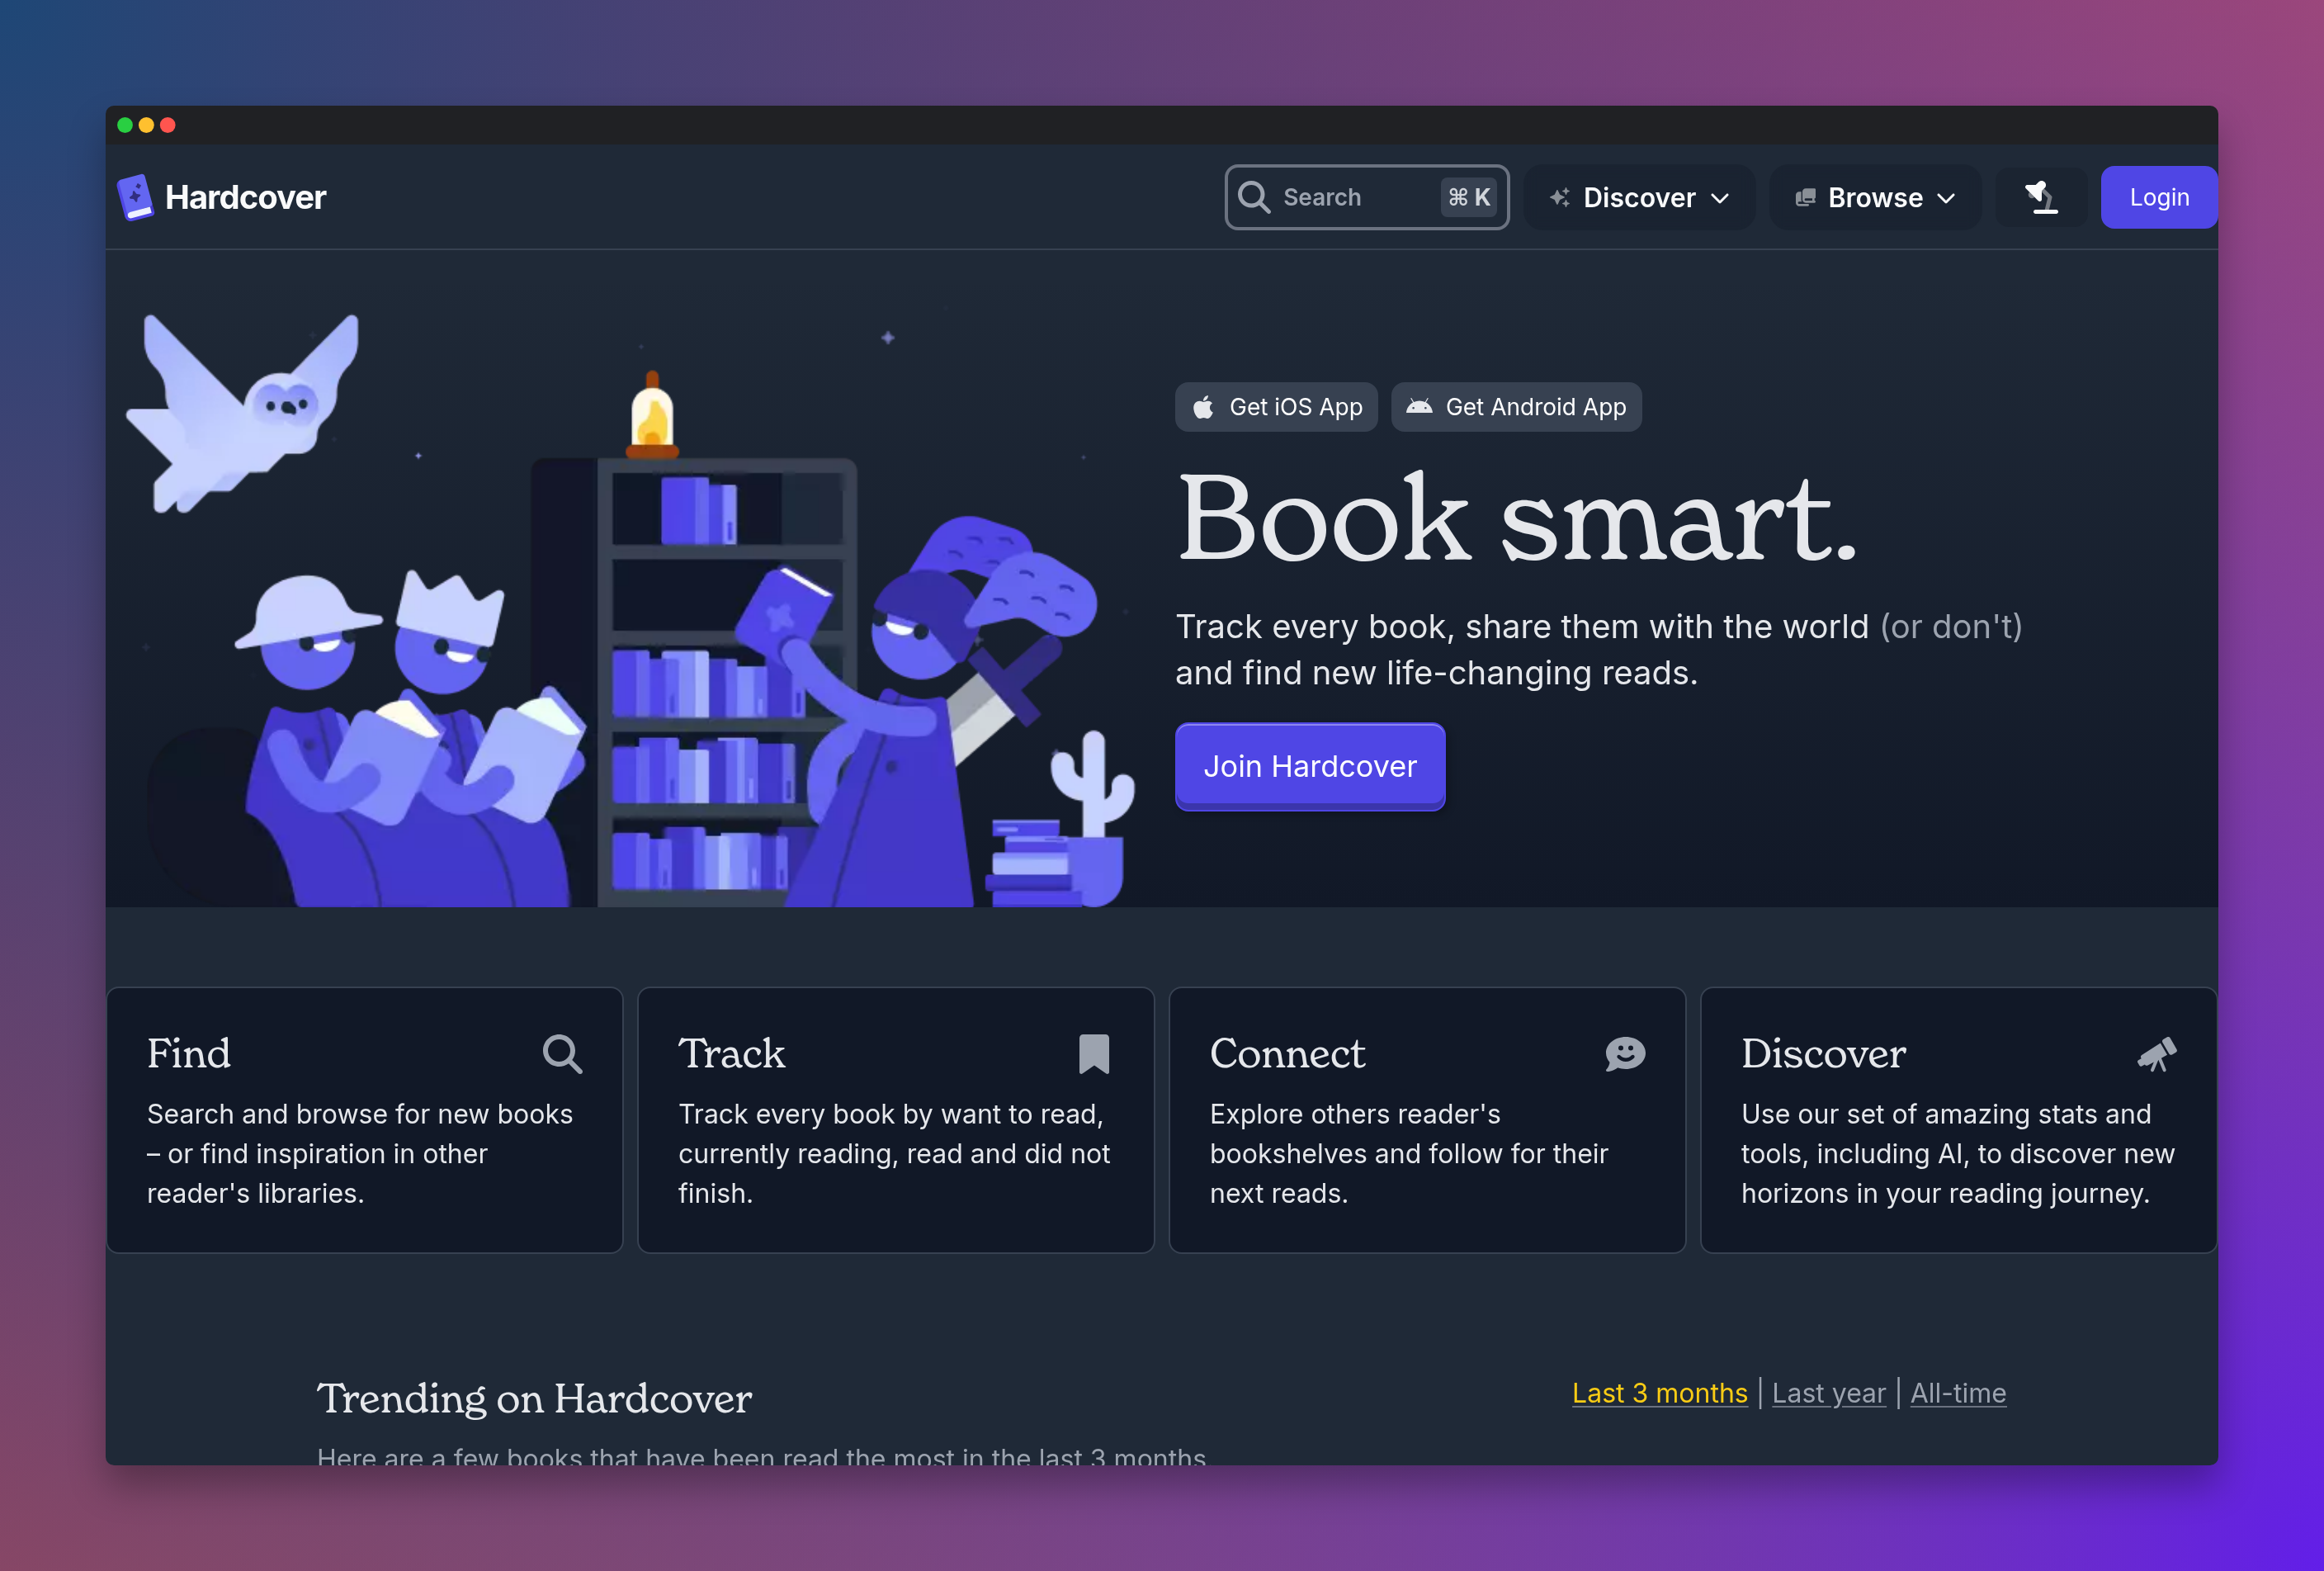 Hardcover
Search ⌘ K
Discover
Browse
Login
Get iOS App
Get Android App
Book smart.
Track every book, share them with the world (or don't)
and find new life-changing reads.
Join Hardcover
Find
Search and browse for new books
– or find inspiration in other
reader's libraries.
Track
Track every book by want to read,
currently reading, read and did not
finish.
Connect
Explore others reader's
bookshelves and follow for their
next reads.
Discover
Use our set of amazing stats and
tools, including AI, to discover new
horizons in your reading journey.
Trending on Hardcover
Last 3 months | Last year | All-time
Here are a few books that have been read the most in the last 3 months